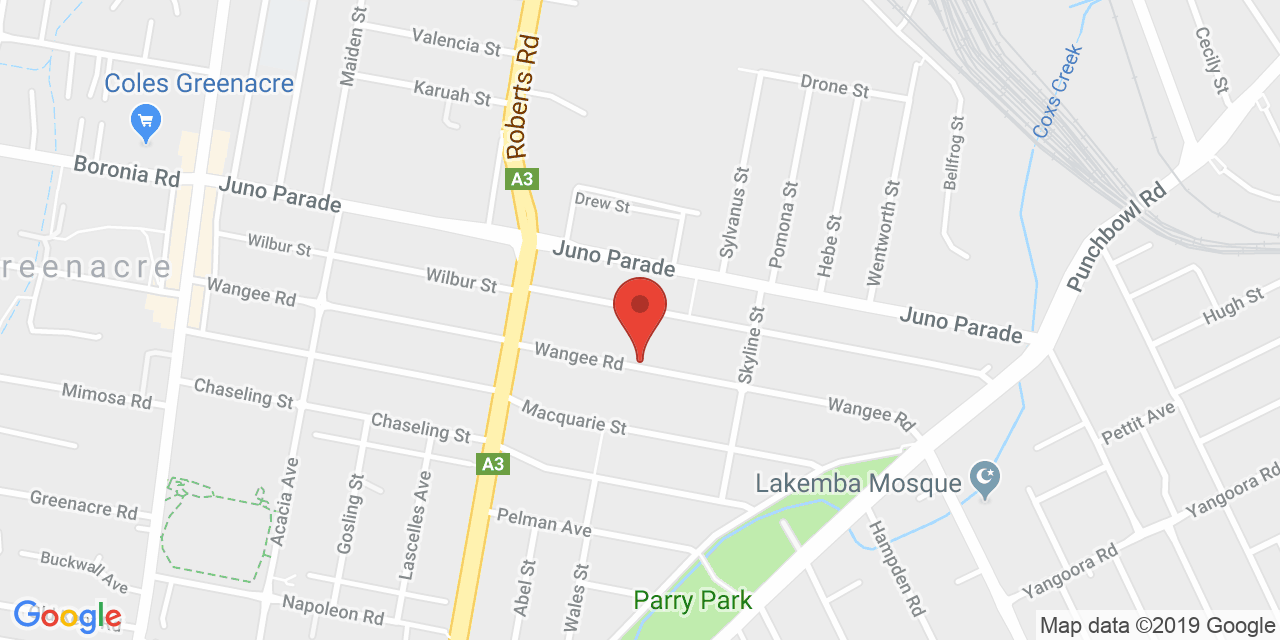 Valencia St
Maiden St
Roberts Rd
Cecily St
Coles Greenacre
Karuah St
Drone St
Coxs Creek
Boronia Rd
Juno Parade
A3
Drew St
Sylvanus St
Pomona St
Hebe St
Wentworth St
Bellfrog St
Punchbowl Rd
Wilbur St
Juno Parade
reenacre
Wangee Rd
Wilbur St
Hugh St
Juno Parade
Skyline St
Wangee Rd
Mimosa Rd
Chaseling St
Chaseling St
Macquarie St
Wangee Rd
Pettit Ave
A3
Lakemba Mosque
Yangoora Rd
Greenacre Rd
Acacia Ave
Gosling St
Lascelles Ave
Pelman Ave
Hampden Rd
Yangoora Rd
Buckwall Ave
Napoleon Rd
Abel St
Wales St
Parry Park
Rd
Google
Map data ©2019 Google